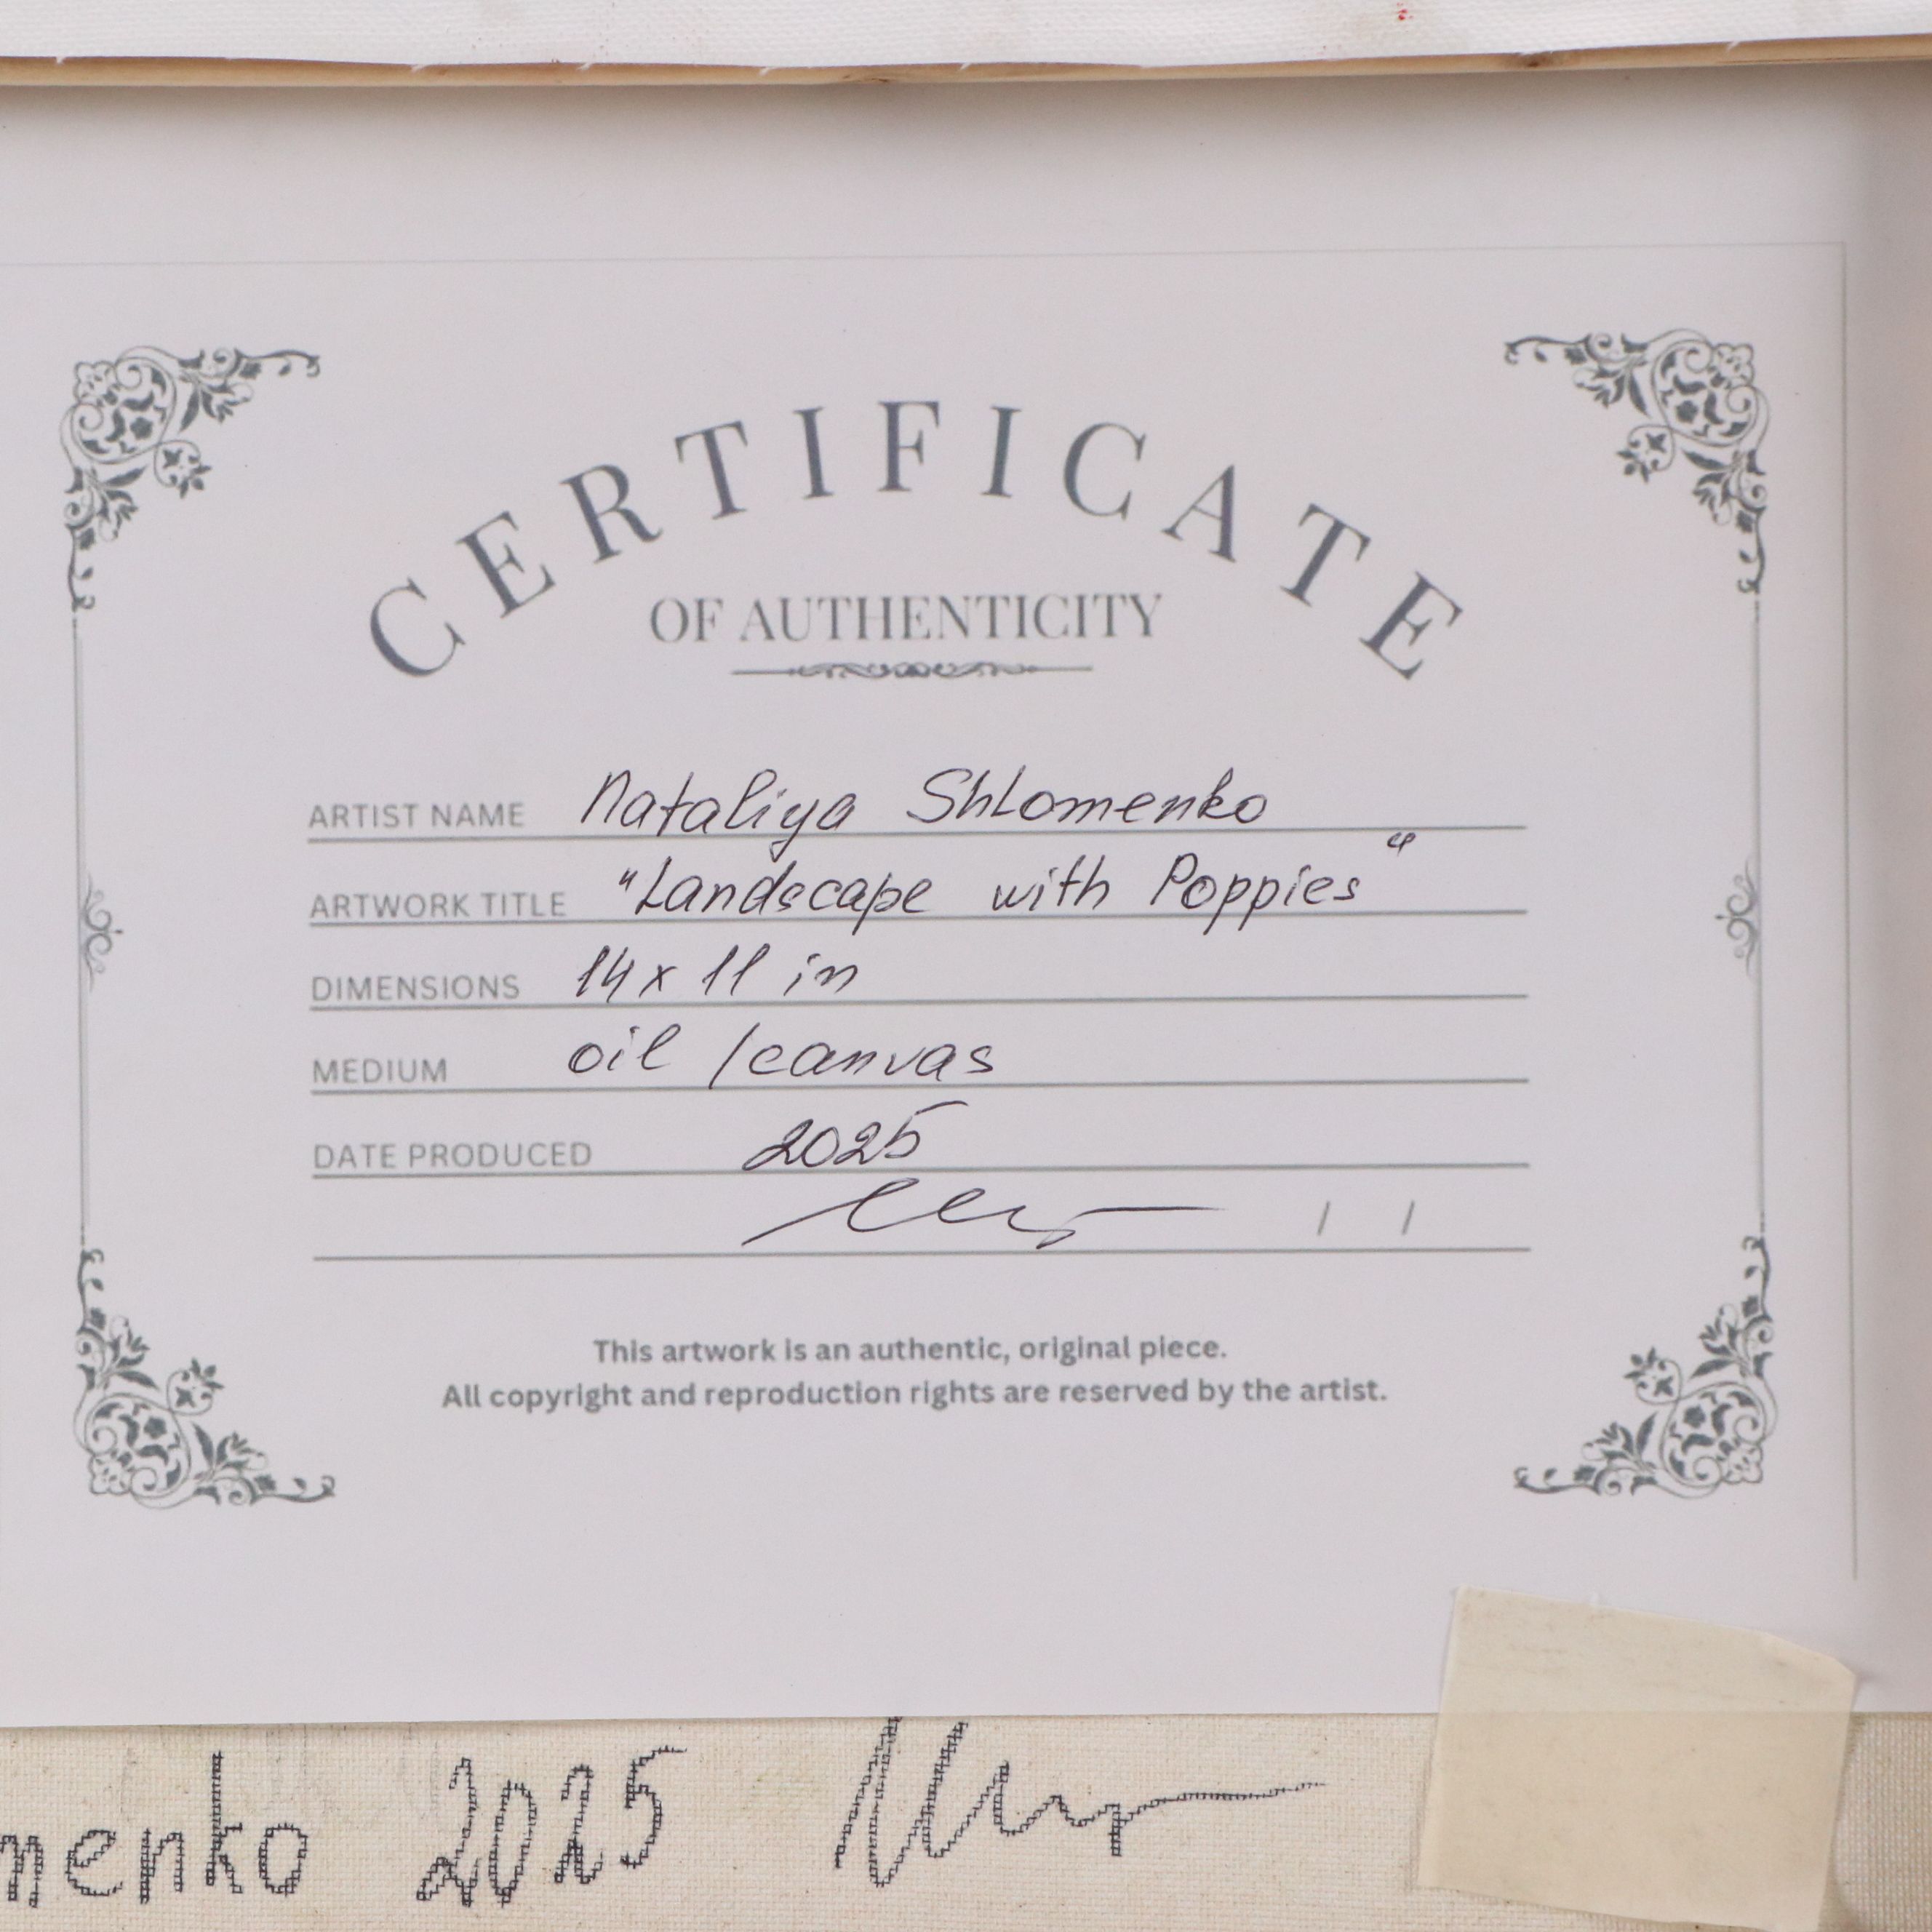 CERTIFICATE
OF AUTHENTICITY
ARTIST NAME Nataliya Shlomenko
ARTWORK TITLE "Landscape with Poppies"
DIMENSIONS 14 x 11 in
MEDIUM oil / canvas
DATE PRODUCED 2025
/ /
This artwork is an authentic, original piece.
All copyright and reproduction rights are reserved by the artist.
menko 2025